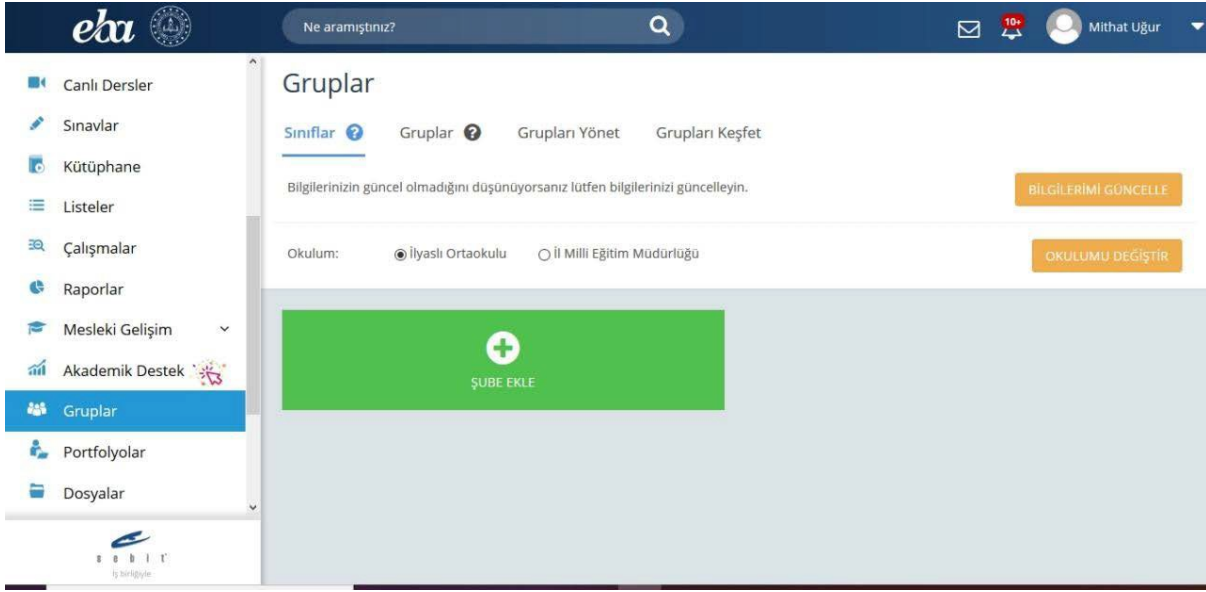 eba
Ne aramıştınız?
10+
Mithat Uğur
Canlı Dersler
Sınavlar
Kütüphane
Listeler
Çalışmalar
Raporlar
Mesleki Gelişim
Akademik Destek
Gruplar
Portfolyolar
Dosyalar
sebit
İş birliğiyle
Gruplar
Sınıflar ? Gruplar ? Grupları Yönet Grupları Keşfet
Bilgilerinizin güncel olmadığını düşünüyorsanız lütfen bilgilerinizi güncelleyin. BİLGİLERİMİ GÜNCELLE
Okulum: İlyaslı Ortaokulu İl Milli Eğitim Müdürlüğü OKULUMU DEĞİŞTİR
ŞUBE EKLE